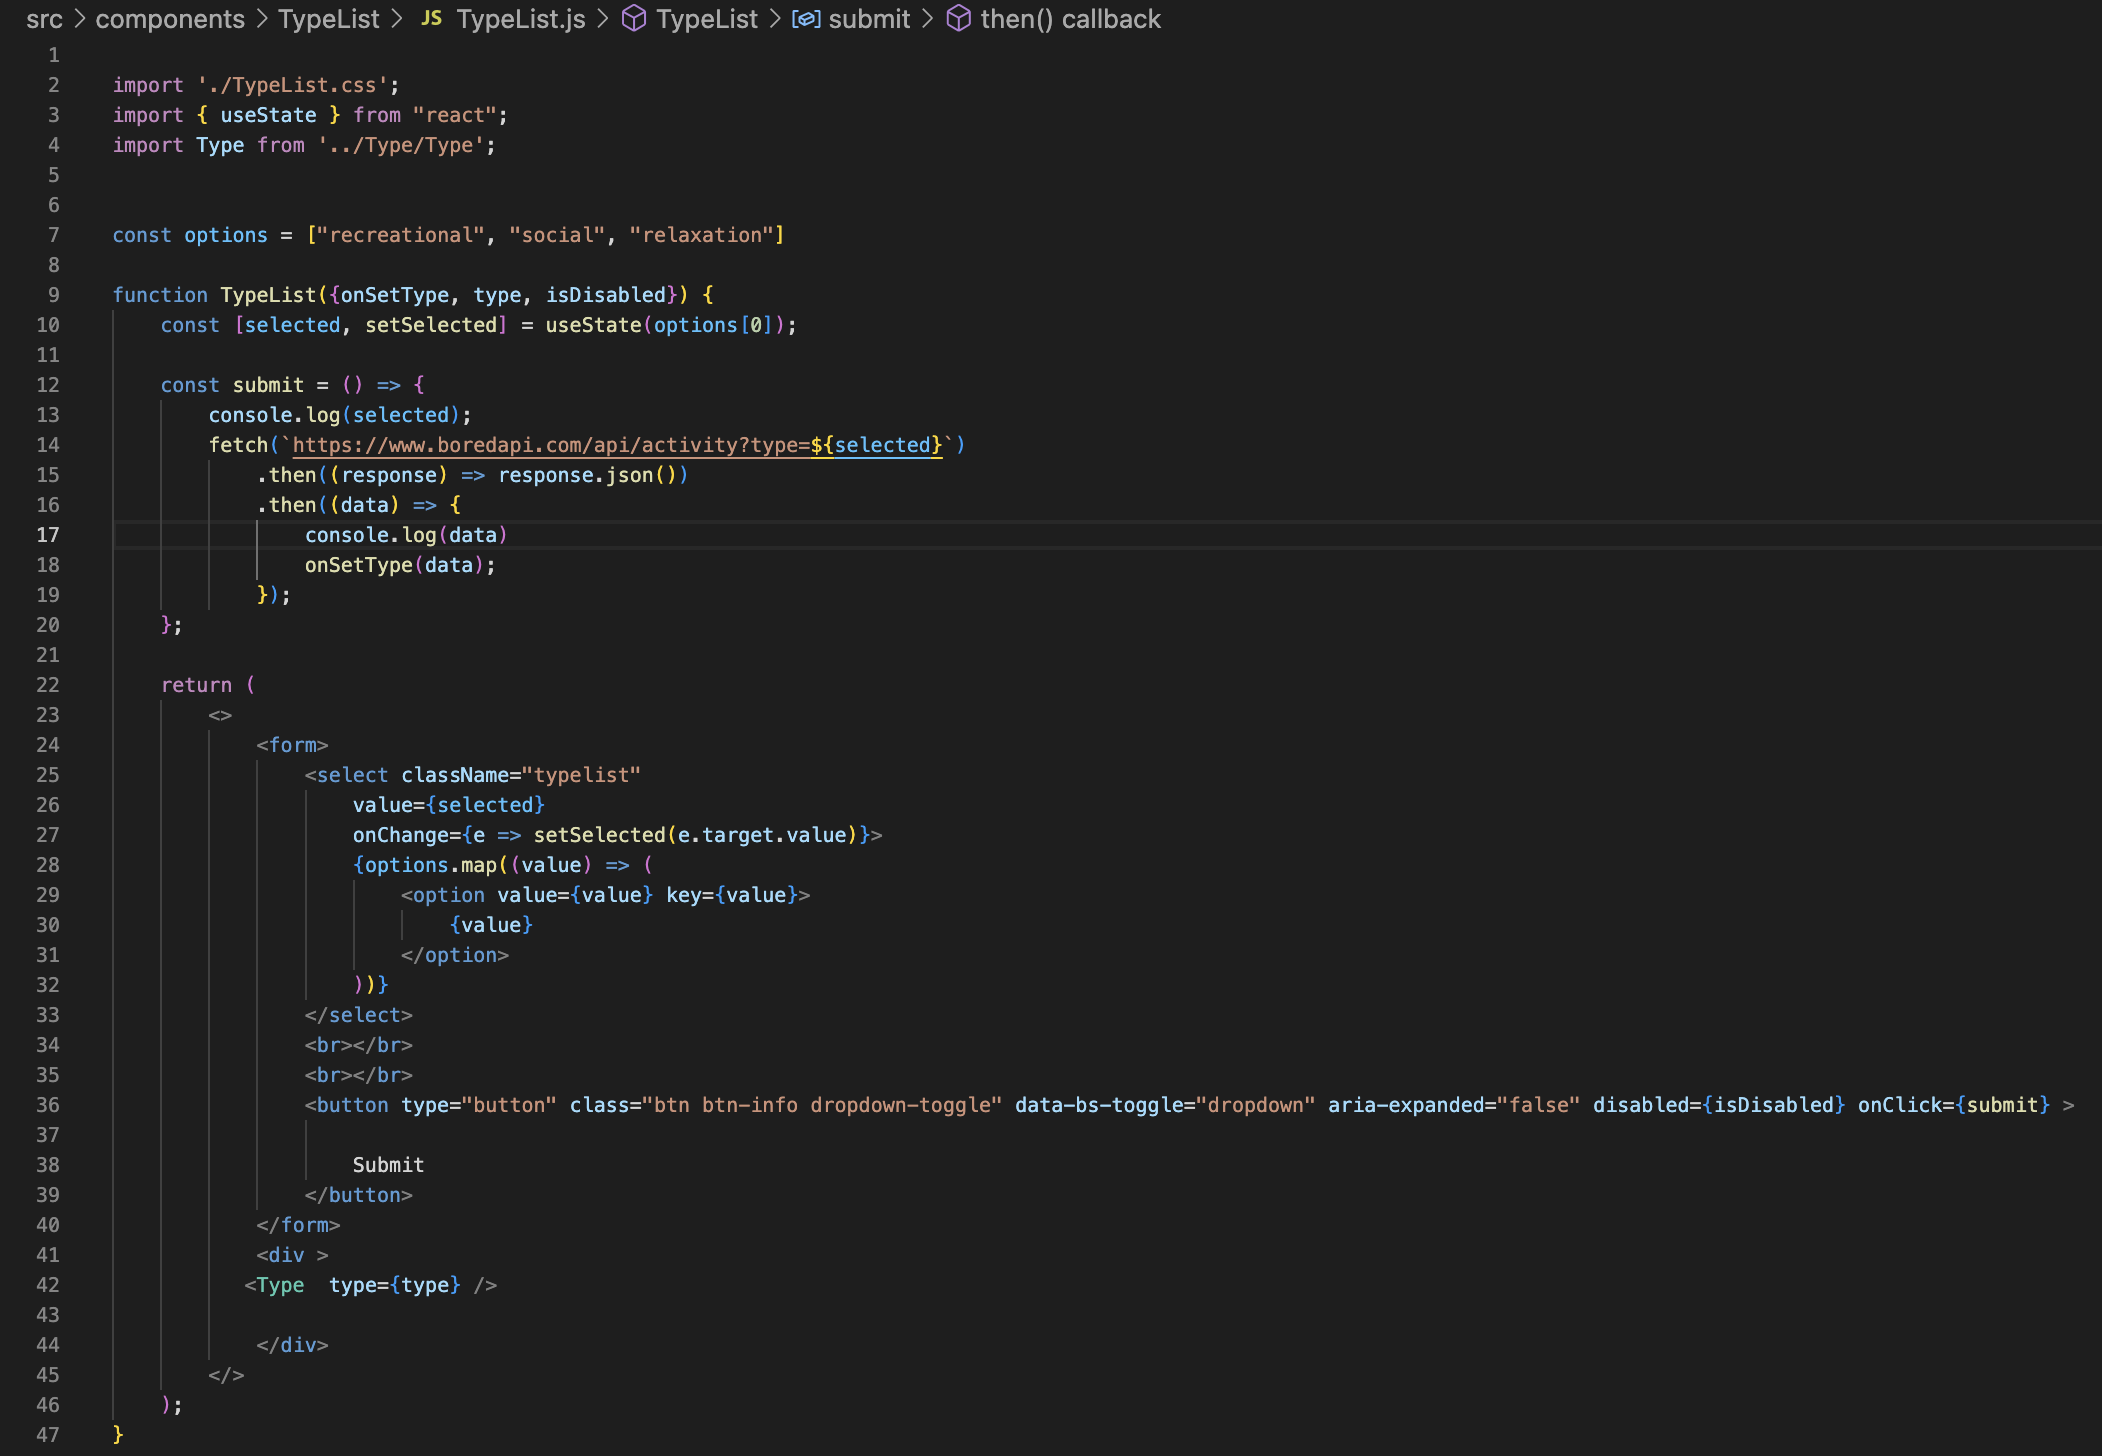 src > components > TypeList > JS TypeList.js > TypeList > submit > then() callback
1
2 import './TypeList.css';
3 import { useState } from "react";
4 import Type from '../Type/Type';
5
6
7 const options = ["recreational", "social", "relaxation"]
8
9 function TypeList({onSetType, type, isDisabled}) {
10 const [selected, setSelected] = useState(options[0]);
11
12 const submit = () => {
13 console.log(selected);
14 fetch(`https://www.boredapi.com/api/activity?type=${selected}`)
15 .then((response) => response.json())
16 .then((data) => {
17 console.log(data)
18 onSetType(data);
19 });
20 };
21
22 return (
23 <>
24 <form>
25 <select className="typelist"
26 value={selected}
27 onChange={e => setSelected(e.target.value)}>
28 {options.map((value) => (
29 <option value={value} key={value}>
30 {value}
31 </option>
32 ))}
33 </select>
34 <br></br>
35 <br></br>
36 <button type="button" class="btn btn-info dropdown-toggle" data-bs-toggle="dropdown" aria-expanded="false" disabled={isDisabled} onClick={submit} >
37
38 Submit
39 </button>
40 </form>
41 <div >
42 <Type  type={type} />
43
44 </div>
45 </>
46 );
47 }